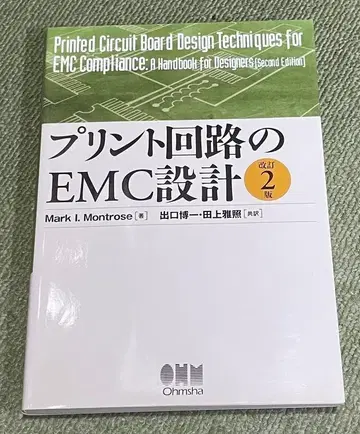 Printed Circuit Board Design Techniques for
EMC Compliance: A Handbook for Designers (Second Edition)
プリント回路の
EMC設計
改訂
2
版
Mark I. Montrose [著] 出口博一・田上雅照 [共訳]
OHM
Ohmsha